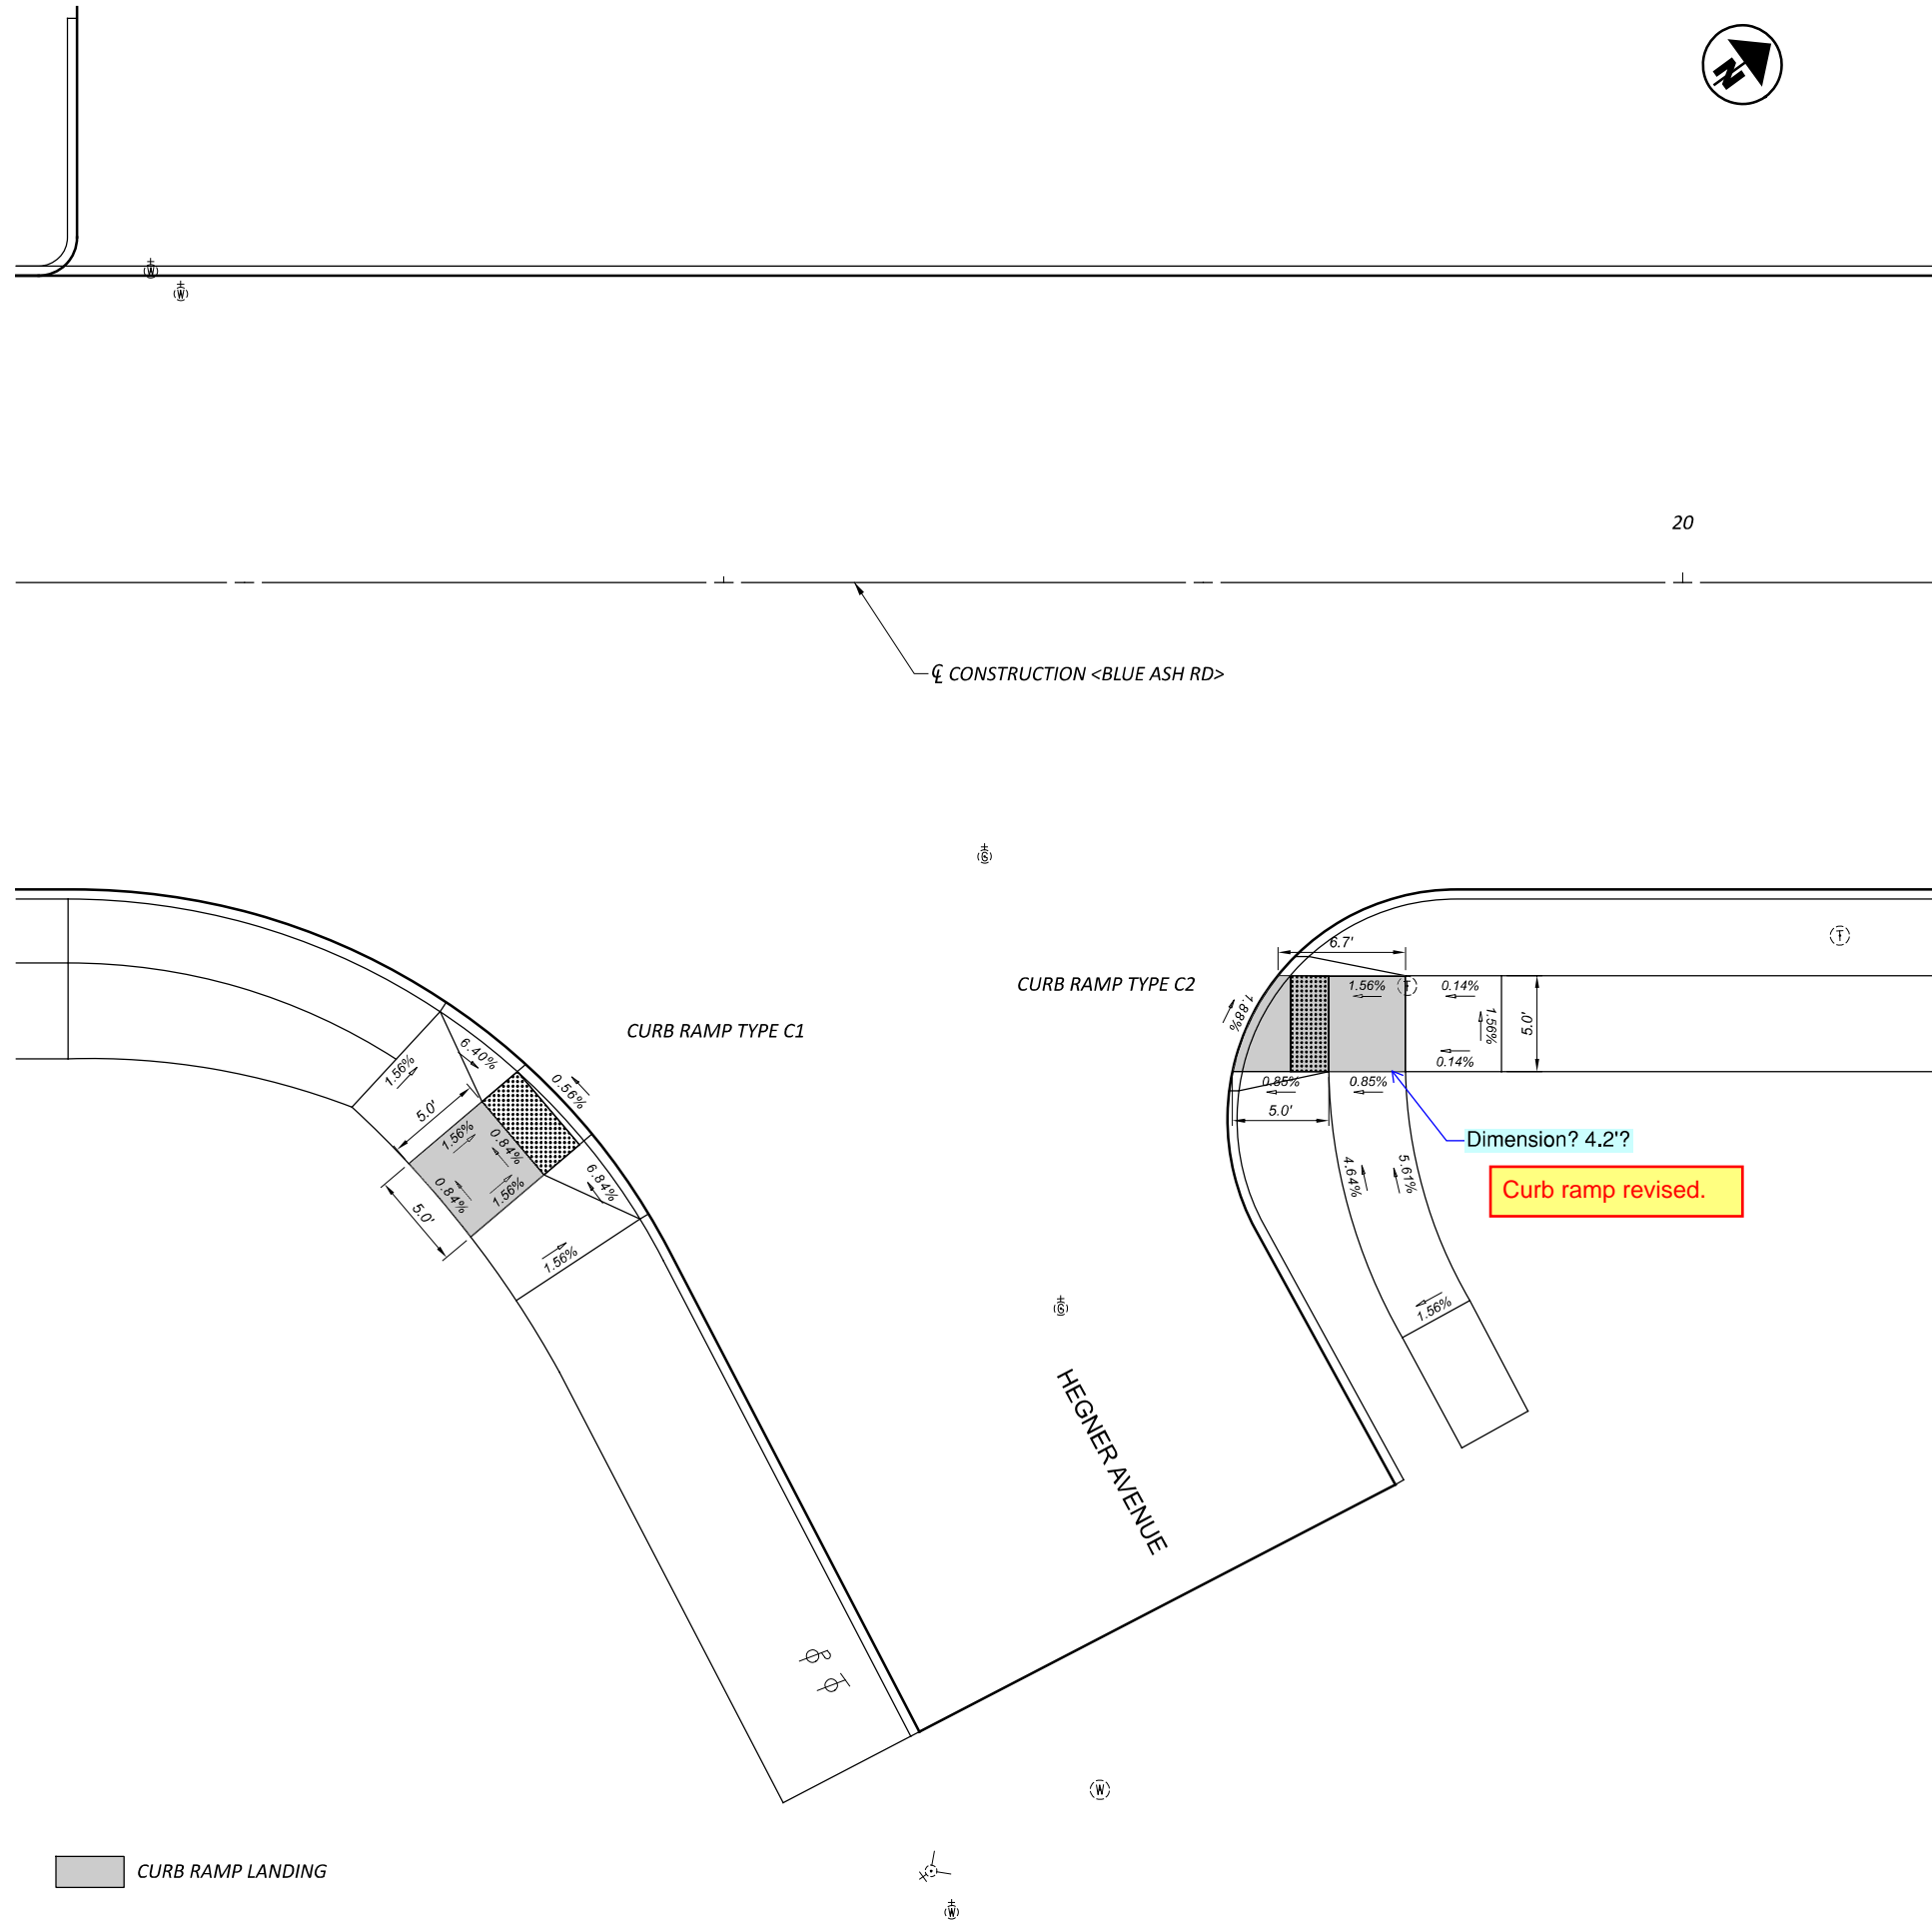 N
W
W
20
℄ CONSTRUCTION <BLUE ASH RD>
G
T
6.7'
CURB RAMP TYPE C2
1.56%
T
0.14%
1.88%
1.56%
5.0'
CURB RAMP TYPE C1
6.40%
1.56%
0.14%
0.56%
0.85%
0.85%
5.0'
5.0'
1.56%
0.84%
Dimension? 4.2'?
6.84%
4.64%
5.61%
0.84%
1.56%
Curb ramp revised.
5.0'
1.56%
G
1.56%
HEGNER AVENUE
P
T
W
CURB RAMP LANDING
W